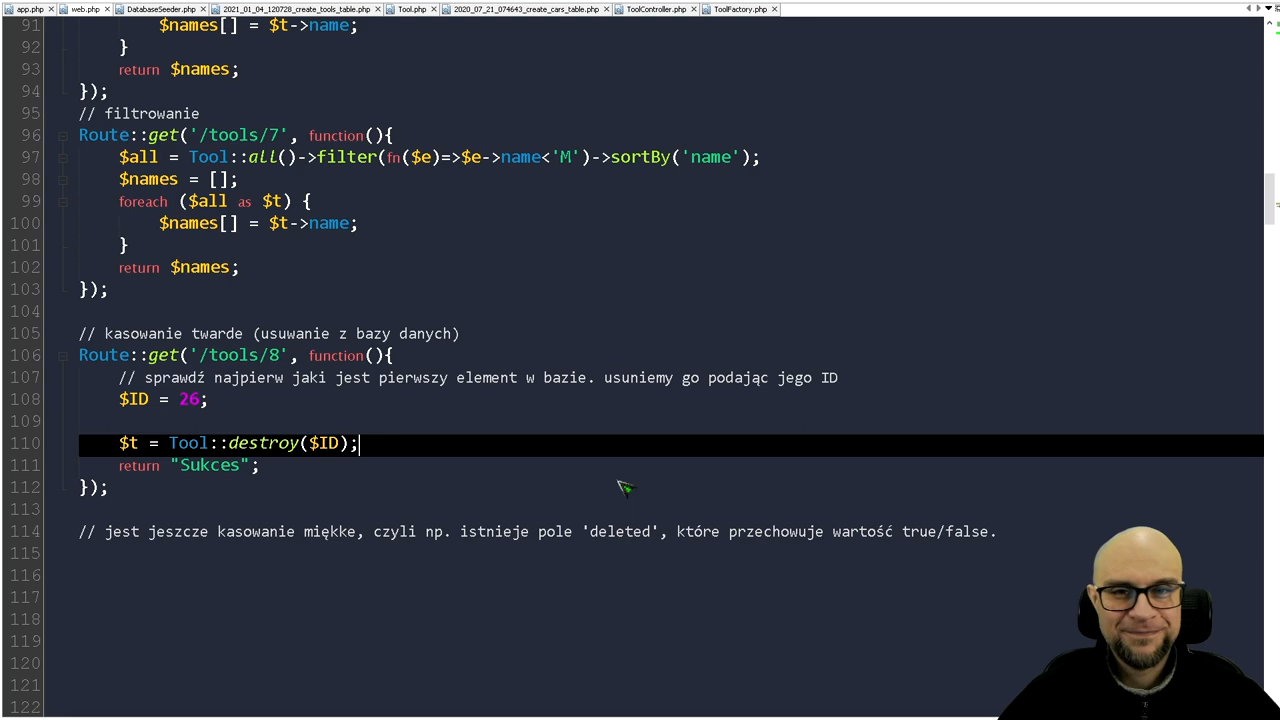 app.php web.php DatabaseSeeder.php 2021_01_04_120728_create_tools_table.php Tool.php 2020_07_21_074643_create_cars_table.php ToolController.php ToolFactory.php
91 $names[] = $t->name;
92 }
93 return $names;
94 });
95 // filtrowanie
96 Route::get('/tools/7', function(){
97 $all = Tool::all()->filter(fn($e)=>$e->name<'M')->sortBy('name');
98 $names = [];
99 foreach ($all as $t) {
100 $names[] = $t->name;
101 }
102 return $names;
103 });
104
105 // kasowanie twarde (usuwanie z bazy danych)
106 Route::get('/tools/8', function(){
107 // sprawdź najpierw jaki jest pierwszy element w bazie. usuniemy go podając jego ID
108 $ID = 26;
109
110 $t = Tool::destroy($ID);
111 return "Sukces";
112 });
113
114 // jest jeszcze kasowanie miękke, czyli np. istnieje pole 'deleted', które przechowuje wartość true/false.
115
116
117
118
119
120
121
122